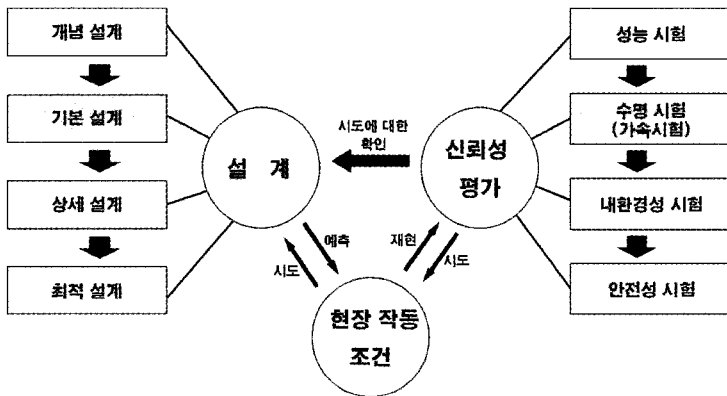 개념 설계
기본 설계
상세 설계
최적 설계
설 계
시도에 대한
확인
신뢰성
평가
성능 시험
수명 시험
(가속시험)
내환경성 시험
안전성 시험
예측
시도
재현
시도
현장 작동
조건